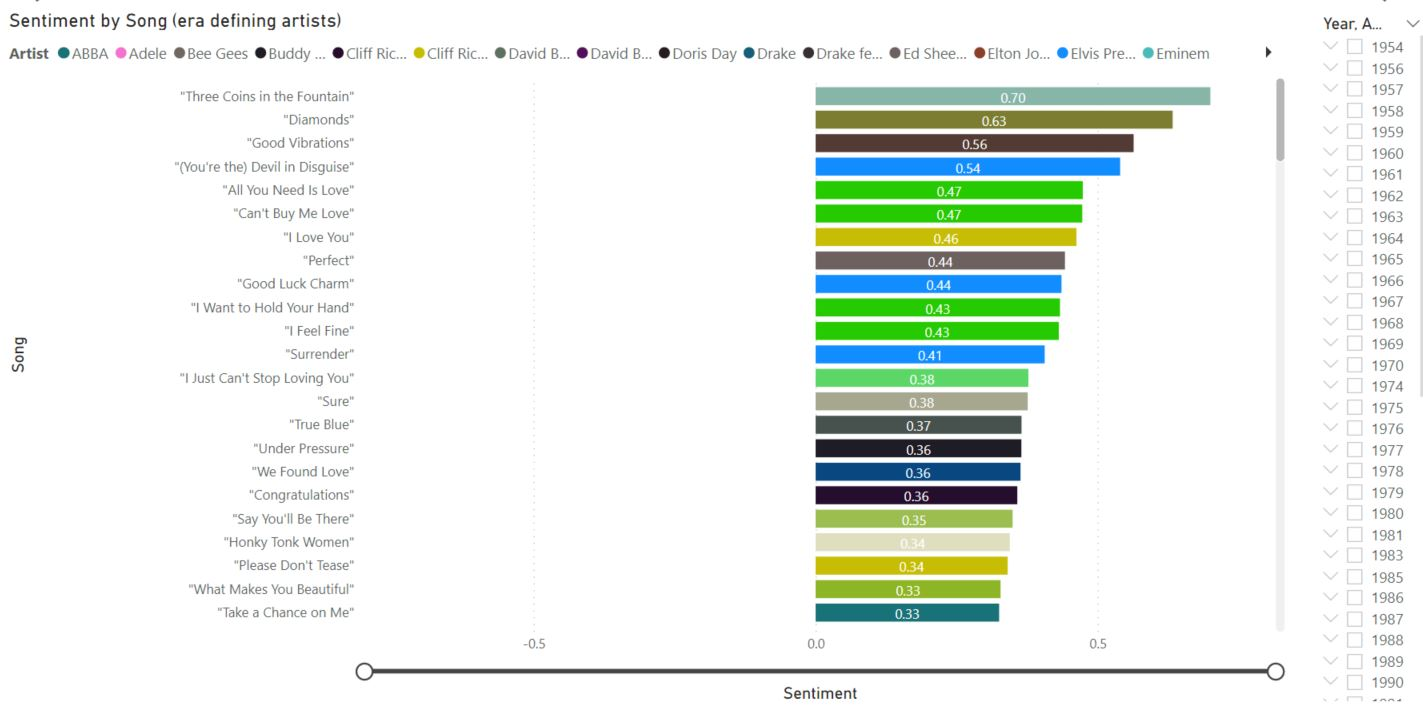 Sentiment by Song (era defining artists)
Artist ABBA Adele Bee Gees Buddy ... Cliff Ric... Cliff Ric... David B... David B... Doris Day Drake Drake fe... Ed Shee... Elton Jo... Elvis Pre... Eminem
"Three Coins in the Fountain" 0.70
"Diamonds" 0.63
"Good Vibrations" 0.56
"(You're the) Devil in Disguise" 0.54
"All You Need Is Love" 0.47
"Can't Buy Me Love" 0.47
"I Love You" 0.46
"Perfect" 0.44
"Good Luck Charm" 0.44
"I Want to Hold Your Hand" 0.43
"I Feel Fine" 0.43
"Surrender" 0.41
"I Just Can't Stop Loving You" 0.38
"Sure" 0.38
"True Blue" 0.37
"Under Pressure" 0.36
"We Found Love" 0.36
"Congratulations" 0.36
"Say You'll Be There" 0.35
"Honky Tonk Women" 0.34
"Please Don't Tease" 0.34
"What Makes You Beautiful" 0.33
"Take a Chance on Me" 0.33
Song
-0.5 0.0 0.5
Sentiment
Year, A...
1954
1956
1957
1958
1959
1960
1961
1962
1963
1964
1965
1966
1967
1968
1969
1970
1974
1975
1976
1977
1978
1979
1980
1981
1983
1985
1986
1987
1988
1989
1990